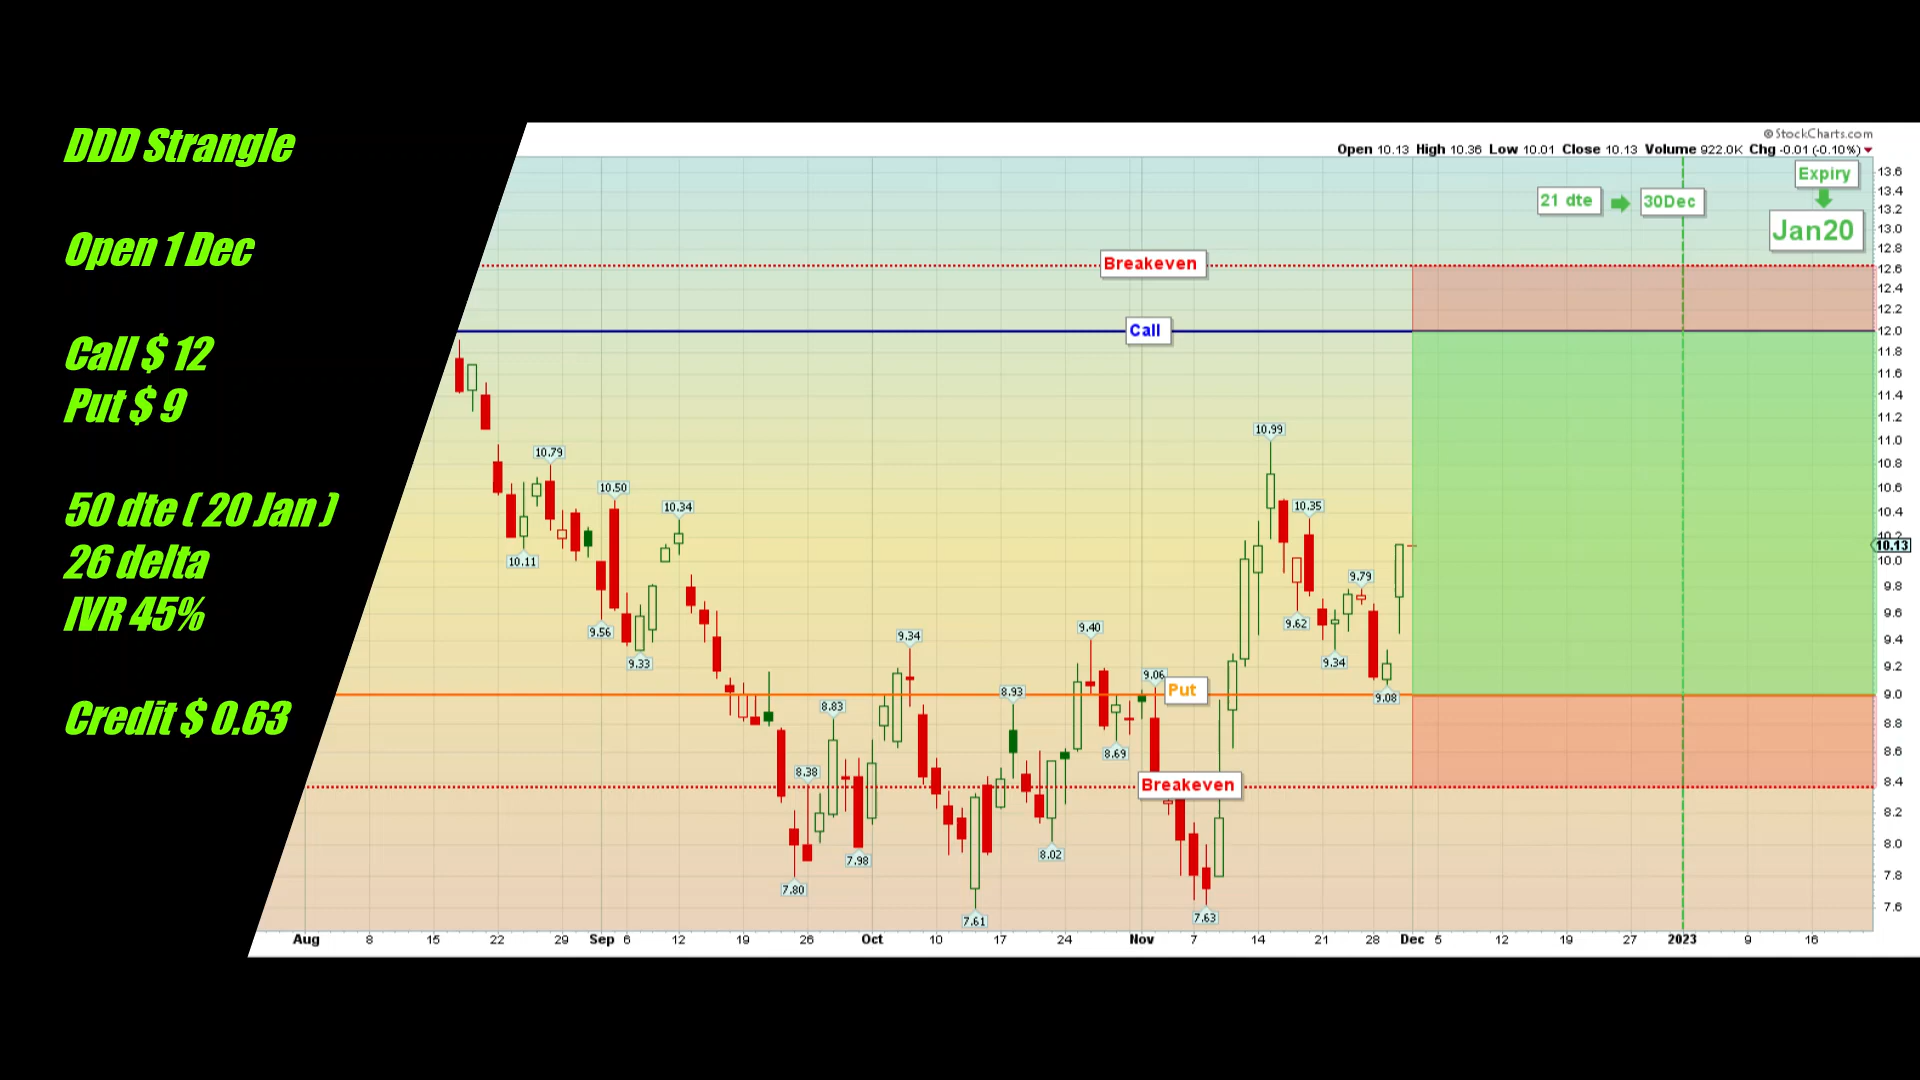 DDD Strangle
Open 1 Dec
Call $ 12
Put $ 9
50 dte ( 20 Jan )
26 delta
IVR 45%
Credit $ 0.63
© StockCharts.com
Open 10.13 High 10.36 Low 10.01 Close 10.13 Volume 922.0K Chg -0.01 (-0.10%)
Expiry
21 dte
30Dec
Jan20
Breakeven
Call
Put
Breakeven
10.79
10.11
10.50
9.56
9.33
10.34
7.80
8.38
8.83
7.98
9.34
7.61
8.93
8.02
9.40
8.69
9.06
7.63
10.99
9.62
10.35
9.34
9.79
9.08
13.6
13.4
13.2
13.0
12.8
12.6
12.4
12.2
12.0
11.8
11.6
11.4
11.2
11.0
10.8
10.6
10.4
10.2
10.13
10.0
9.8
9.6
9.4
9.2
9.0
8.8
8.6
8.4
8.2
8.0
7.8
7.6
Aug 8 15 22 29 Sep 6 12 19 26 Oct 10 17 24 Nov 7 14 21 28 Dec 5 12 19 27 2023 9 16